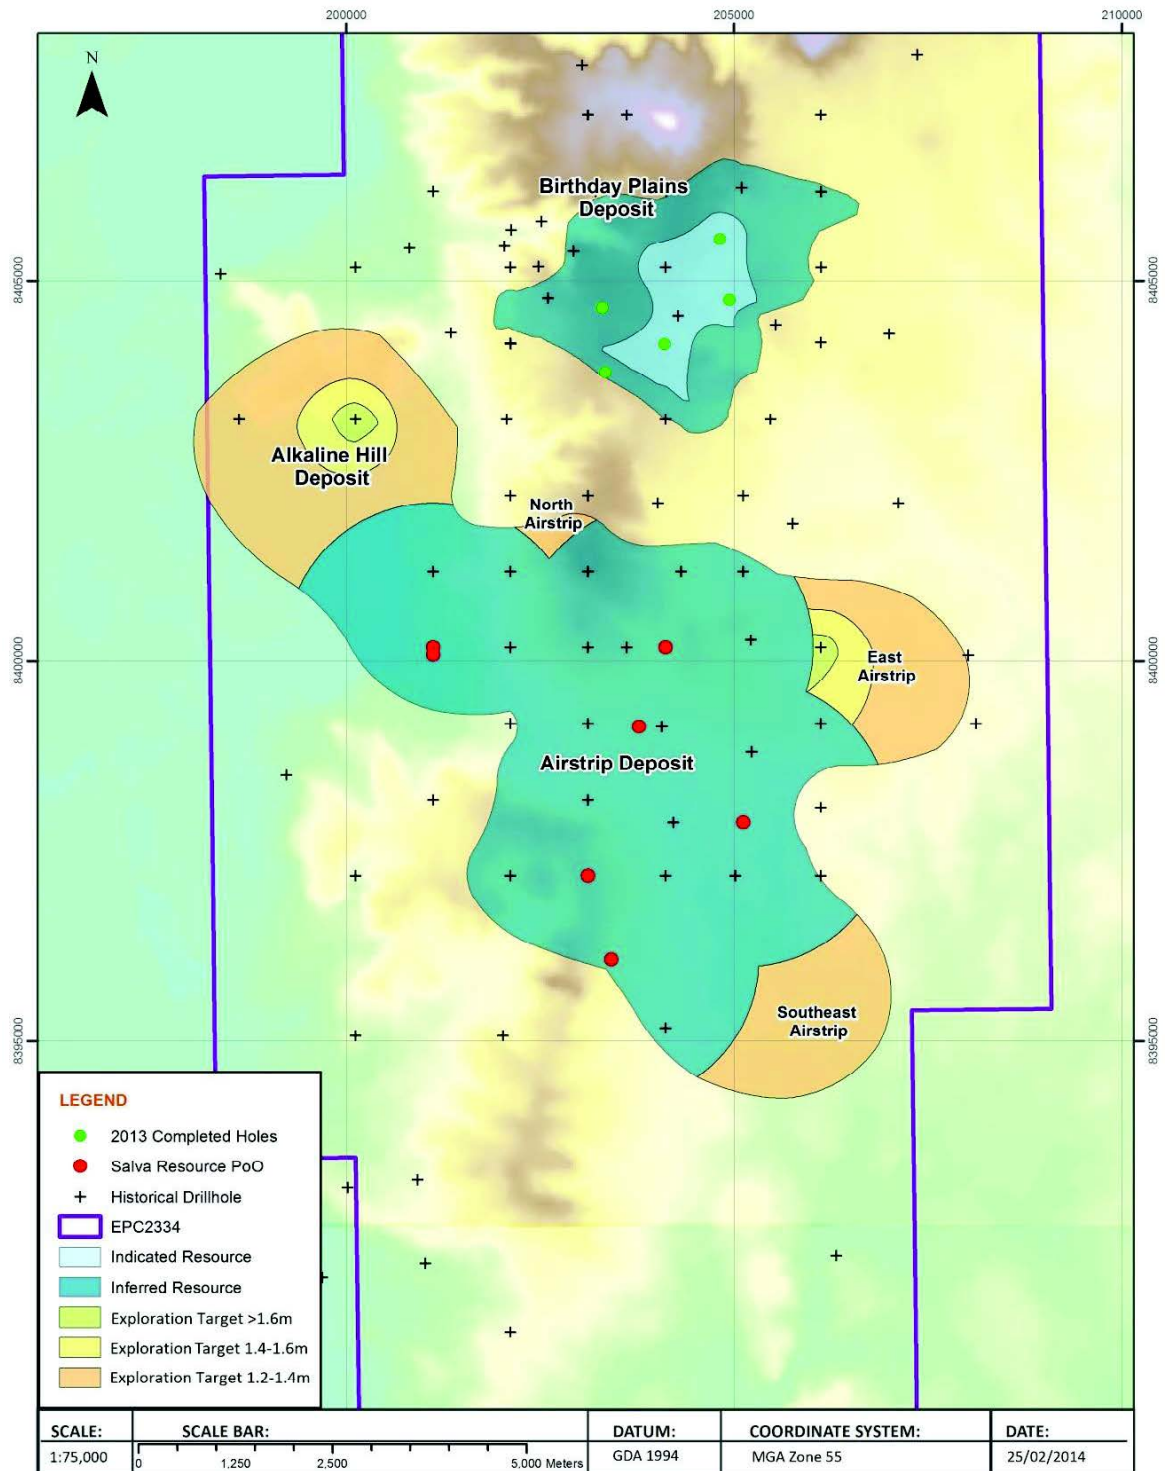 200000
205000
210000
N
Birthday Plains
Deposit
8405000
8405000
Alkaline Hill
Deposit
North
Airstrip
8400000
8400000
East
Airstrip
Airstrip Deposit
8395000
8395000
Southeast
Airstrip
LEGEND
2013 Completed Holes
Salva Resource PoO
Historical Drillhole
EPC2334
Indicated Resource
Inferred Resource
Exploration Target >1.6m
Exploration Target 1.4-1.6m
Exploration Target 1.2-1.4m
SCALE:
1:75,000
SCALE BAR:
0 1,250 2,500 5,000 Meters
DATUM:
GDA 1994
COORDINATE SYSTEM:
MGA Zone 55
DATE:
25/02/2014